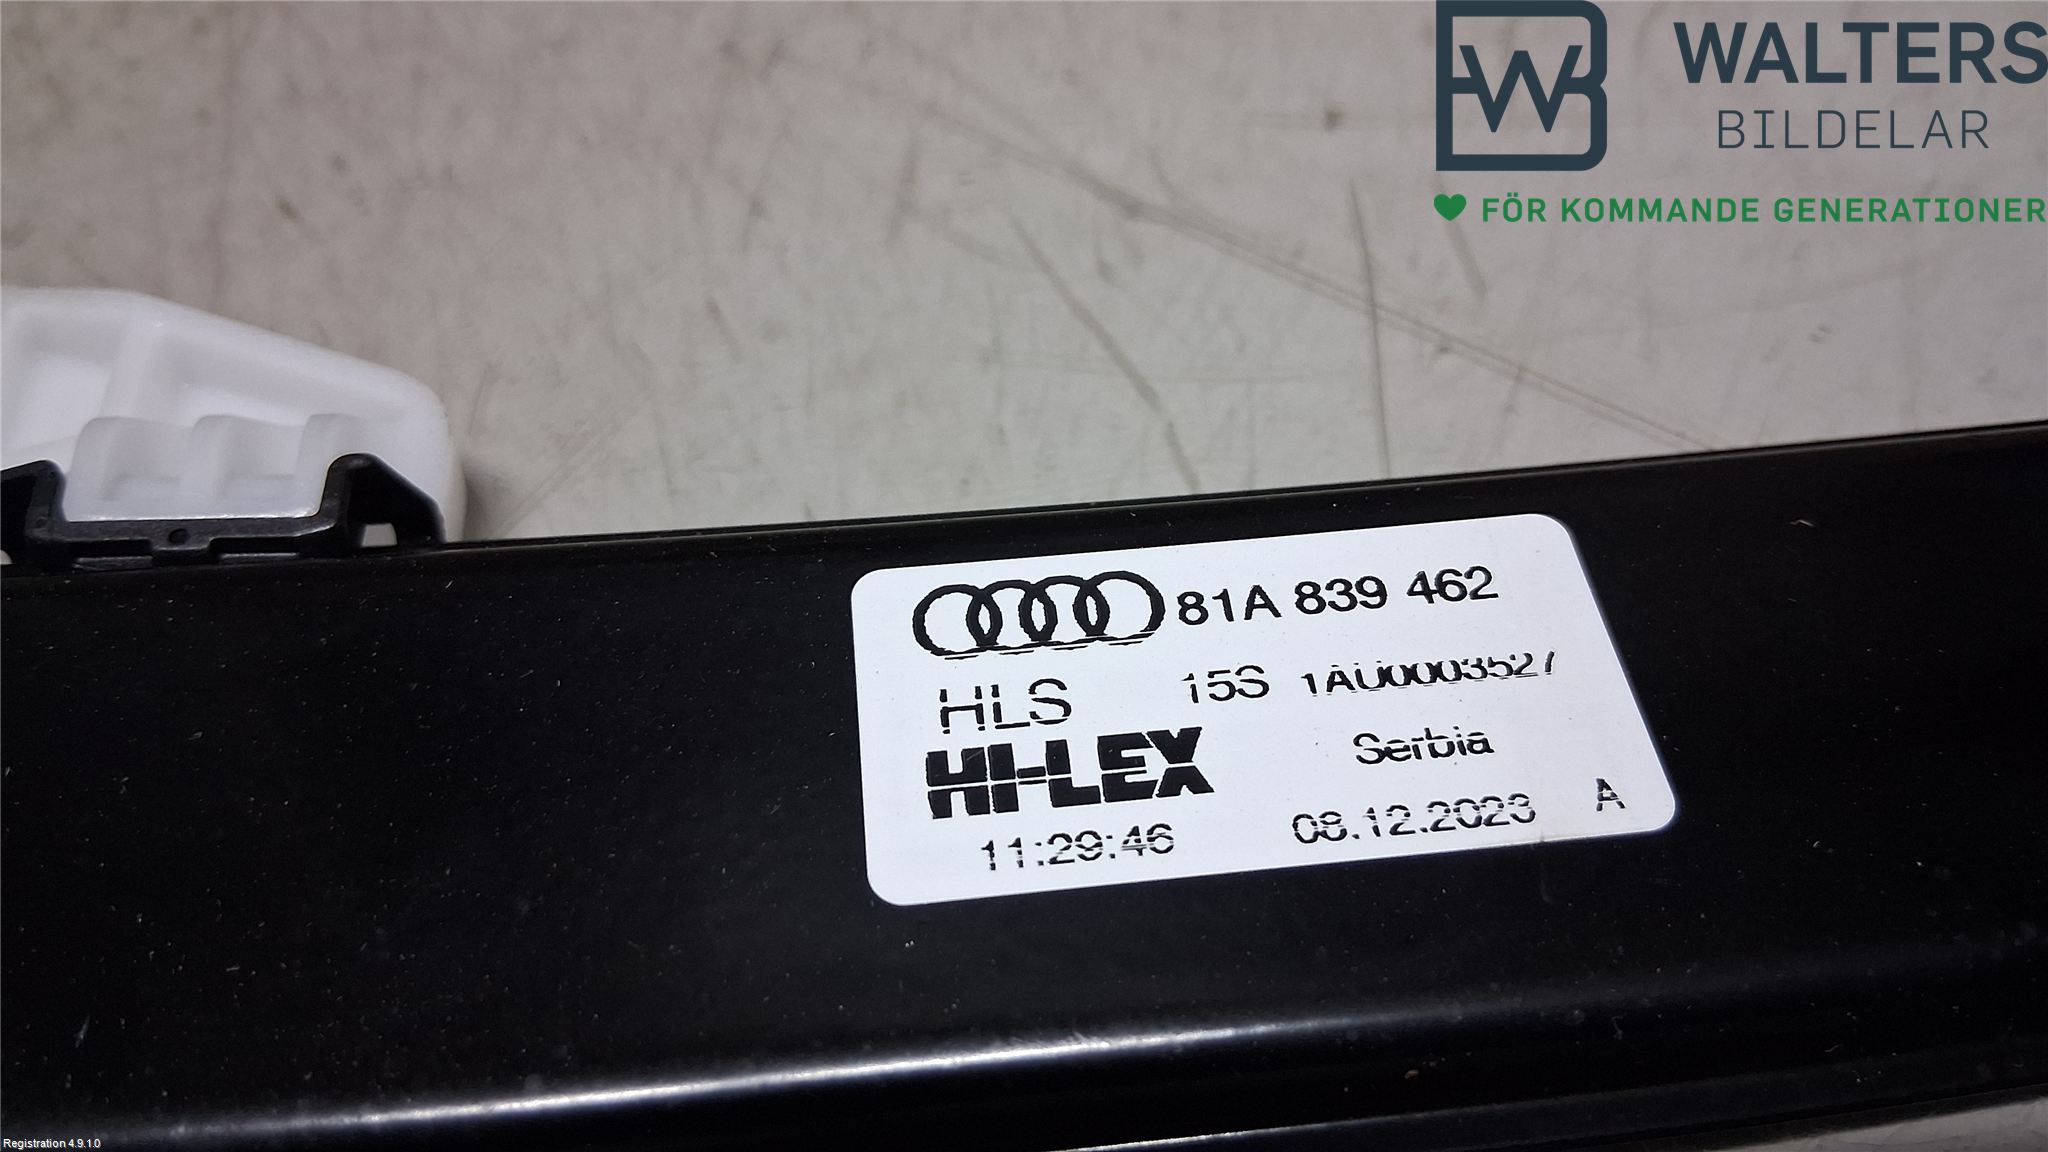 WALTERS
BILDELAR
FÖR KOMMANDE GENERATIONER
81A 839 462
HLS 15S 1AU0003527
HI-LEX Serbia
11:29:46 08.12.2023 A
Registration 4.9.1.0